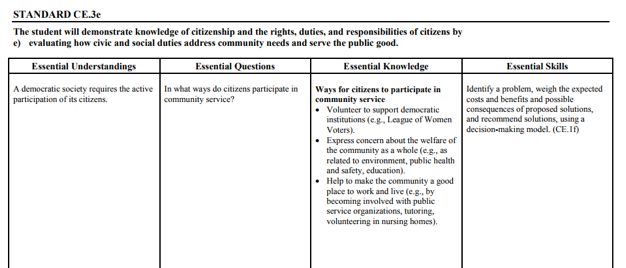 STANDARD CE.3e
The student will demonstrate knowledge of citizenship and the rights, duties, and responsibilities of citizens by
e) evaluating how civic and social duties address community needs and serve the public good.
Essential Understandings
Essential Questions
Essential Knowledge
Essential Skills
A democratic society requires the active
participation of its citizens.
In what ways do citizens participate in
community service?
Ways for citizens to participate in
community service
• Volunteer to support democratic
institutions (e.g., League of Women
Voters).
• Express concern about the welfare of
the community as a whole (e.g., as
related to environment, public health
and safety, education).
• Help to make the community a good
place to work and live (e.g., by
becoming involved with public
service organizations, tutoring,
volunteering in nursing homes).
Identify a problem, weigh the expected
costs and benefits and possible
consequences of proposed solutions,
and recommend solutions, using a
decision-making model. (CE.1f)